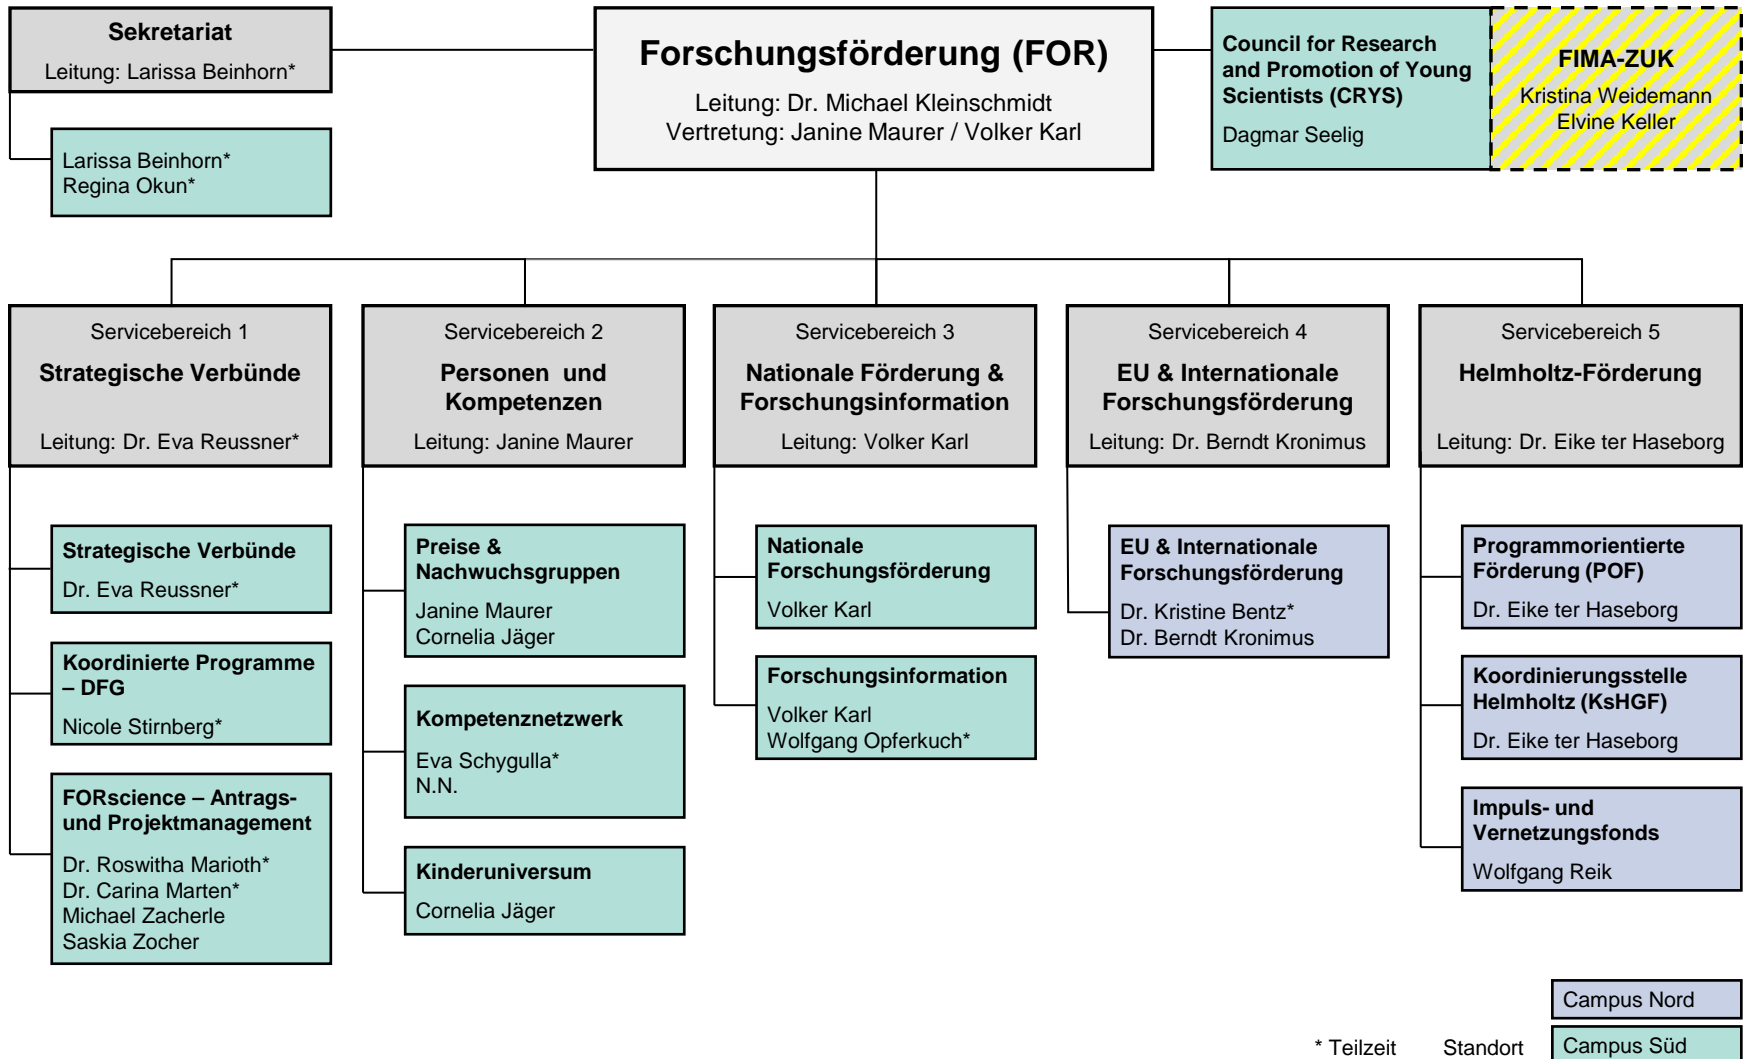 Sekretariat
Leitung: Larissa Beinhorn*
Larissa Beinhorn*
Regina Okun*
Forschungsförderung (FOR)
Leitung: Dr. Michael Kleinschmidt
Vertretung: Janine Maurer / Volker Karl
Council for Research
and Promotion of Young
Scientists (CRYS)
Dagmar Seelig
FIMA-ZUK
Kristina Weidemann
Elvine Keller
Servicebereich 1
Strategische Verbünde
Leitung: Dr. Eva Reussner*
Strategische Verbünde
Dr. Eva Reussner*
Koordinierte Programme
– DFG
Nicole Stirnberg*
FORscience – Antrags-
und Projektmanagement
Dr. Roswitha Marioth*
Dr. Carina Marten*
Michael Zacherle
Saskia Zocher
Servicebereich 2
Personen und
Kompetenzen
Leitung: Janine Maurer
Preise &
Nachwuchsgruppen
Janine Maurer
Cornelia Jäger
Kompetenznetzwerk
Eva Schygulla*
N.N.
Kinderuniversum
Cornelia Jäger
Servicebereich 3
Nationale Förderung &
Forschungsinformation
Leitung: Volker Karl
Nationale
Forschungsförderung
Volker Karl
Forschungsinformation
Volker Karl
Wolfgang Opferkuch*
Servicebereich 4
EU & Internationale
Forschungsförderung
Leitung: Dr. Berndt Kronimus
EU & Internationale
Forschungsförderung
Dr. Kristine Bentz*
Dr. Berndt Kronimus
Servicebereich 5
Helmholtz-Förderung
Leitung: Dr. Eike ter Haseborg
Programmorientierte
Förderung (POF)
Dr. Eike ter Haseborg
Koordinierungsstelle
Helmholtz (KsHGF)
Dr. Eike ter Haseborg
Impuls- und
Vernetzungsfonds
Wolfgang Reik
Campus Nord
* Teilzeit Standort Campus Süd